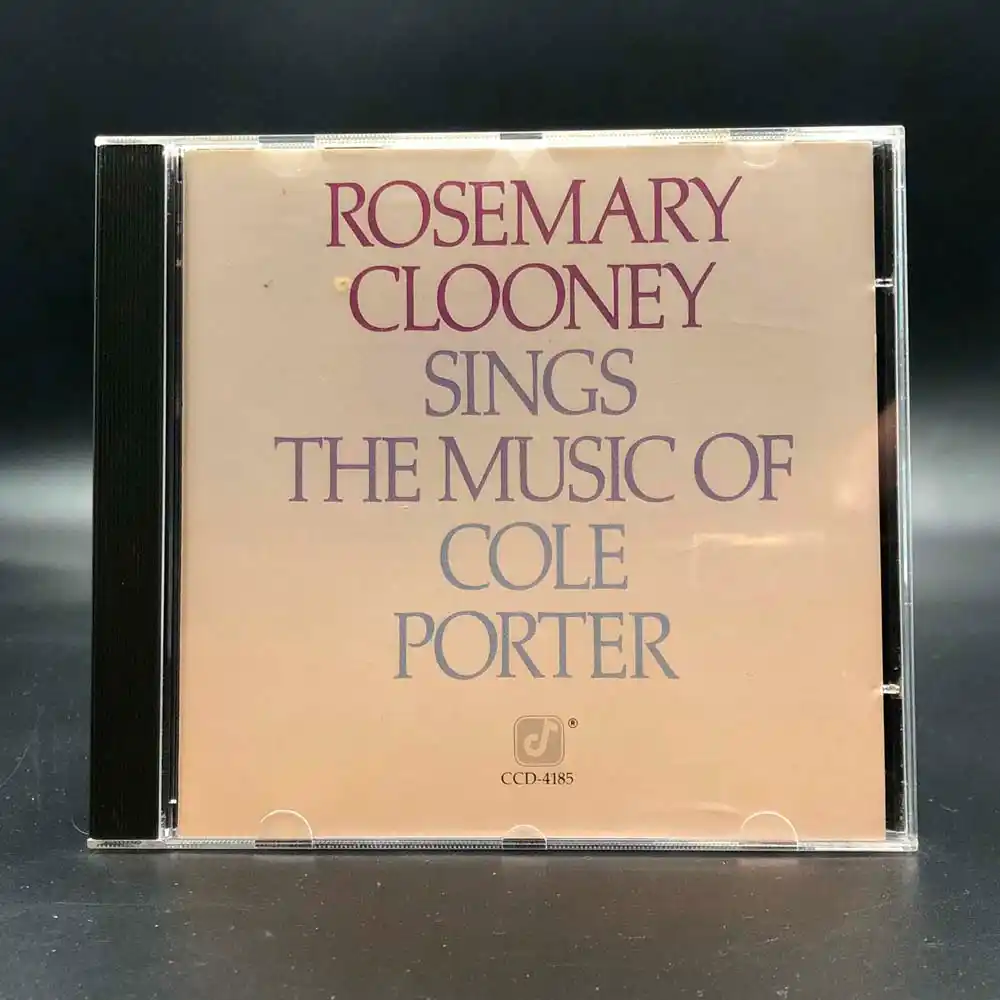 ROSEMARY
CLOONEY
SINGS
THE MUSIC OF
COLE
PORTER
®
CCD-4185